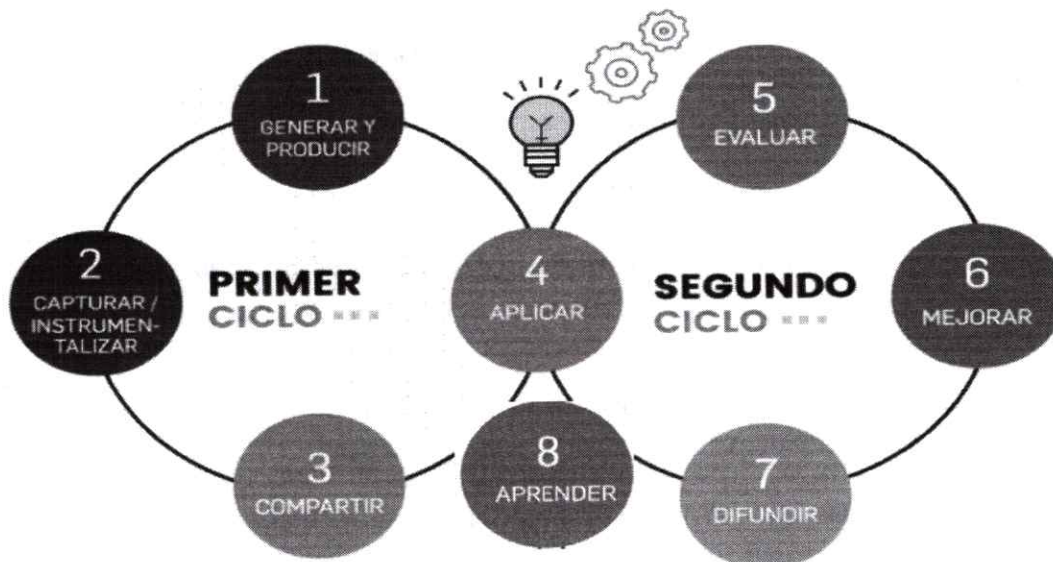 1
GENERAR Y
PRODUCIR
2
CAPTURAR /
INSTRUMEN-
TALIZAR
PRIMER
CICLO
3
COMPARTIR
4
APLICAR
5
EVALUAR
SEGUNDO
CICLO
6
MEJORAR
7
DIFUNDIR
8
APRENDER